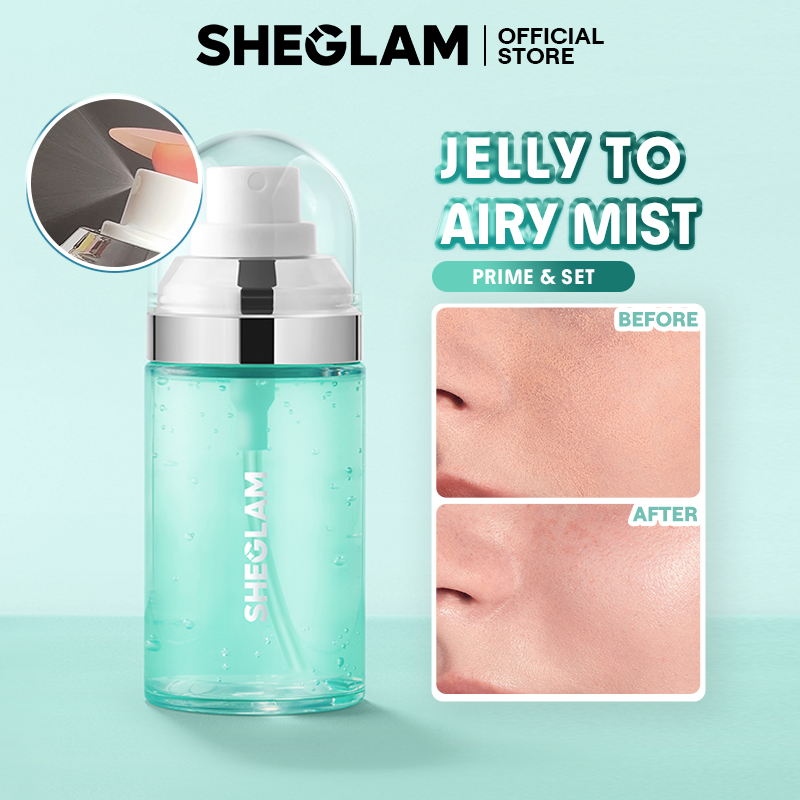 SHEGLAM
OFFICIAL
STORE
JELLY TO
AIRY MIST
PRIME & SET
BEFORE
AFTER
SHEGLAM